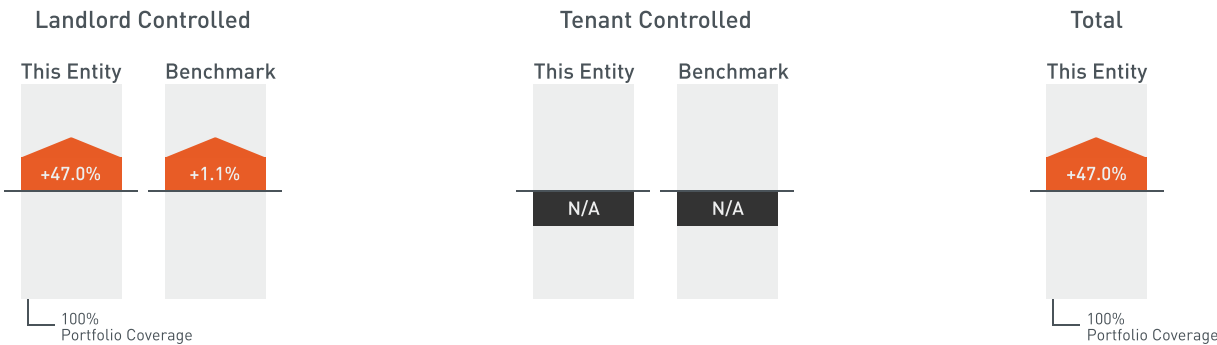 Landlord Controlled
Tenant Controlled
Total
This Entity
Benchmark
This Entity
Benchmark
This Entity
+47.0%
+1.1%
N/A
N/A
+47.0%
100%
Portfolio Coverage
100%
Portfolio Coverage